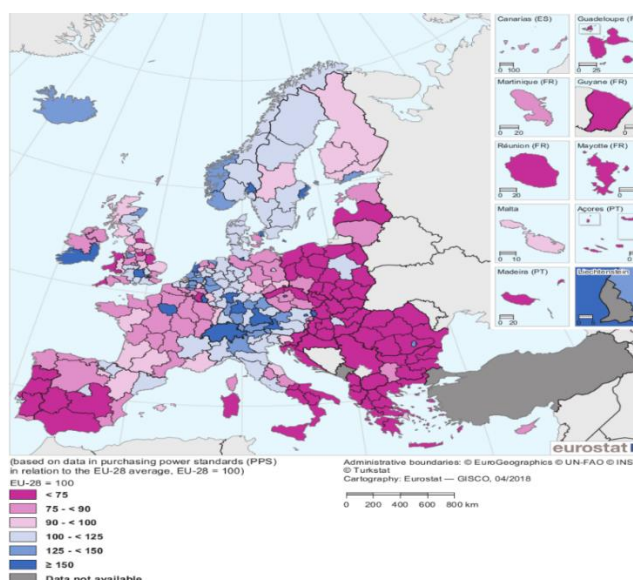 Canarias (ES)
0 100
Guadeloupe (F
0 25
Martinique (FR)
0 20
Guyane (FR)
0
Réunion (FR)
0 20
Mayotte (FR)
0
Malta
0 10
Açores (PT)
0
Madeira (PT)
0 20
Liechtenstein
0
eurostat
(based on data in purchasing power standards (PPS)
in relation to the EU-28 average, EU-28 = 100)
EU-28 = 100
< 75
75 - < 90
90 - < 100
100 - < 125
125 - < 150
≥ 150
Data not available
Administrative boundaries: © EuroGeographics © UN-FAO © INS
© Turkstat
Cartography: Eurostat — GISCO, 04/2018
0 200 400 600 800 km